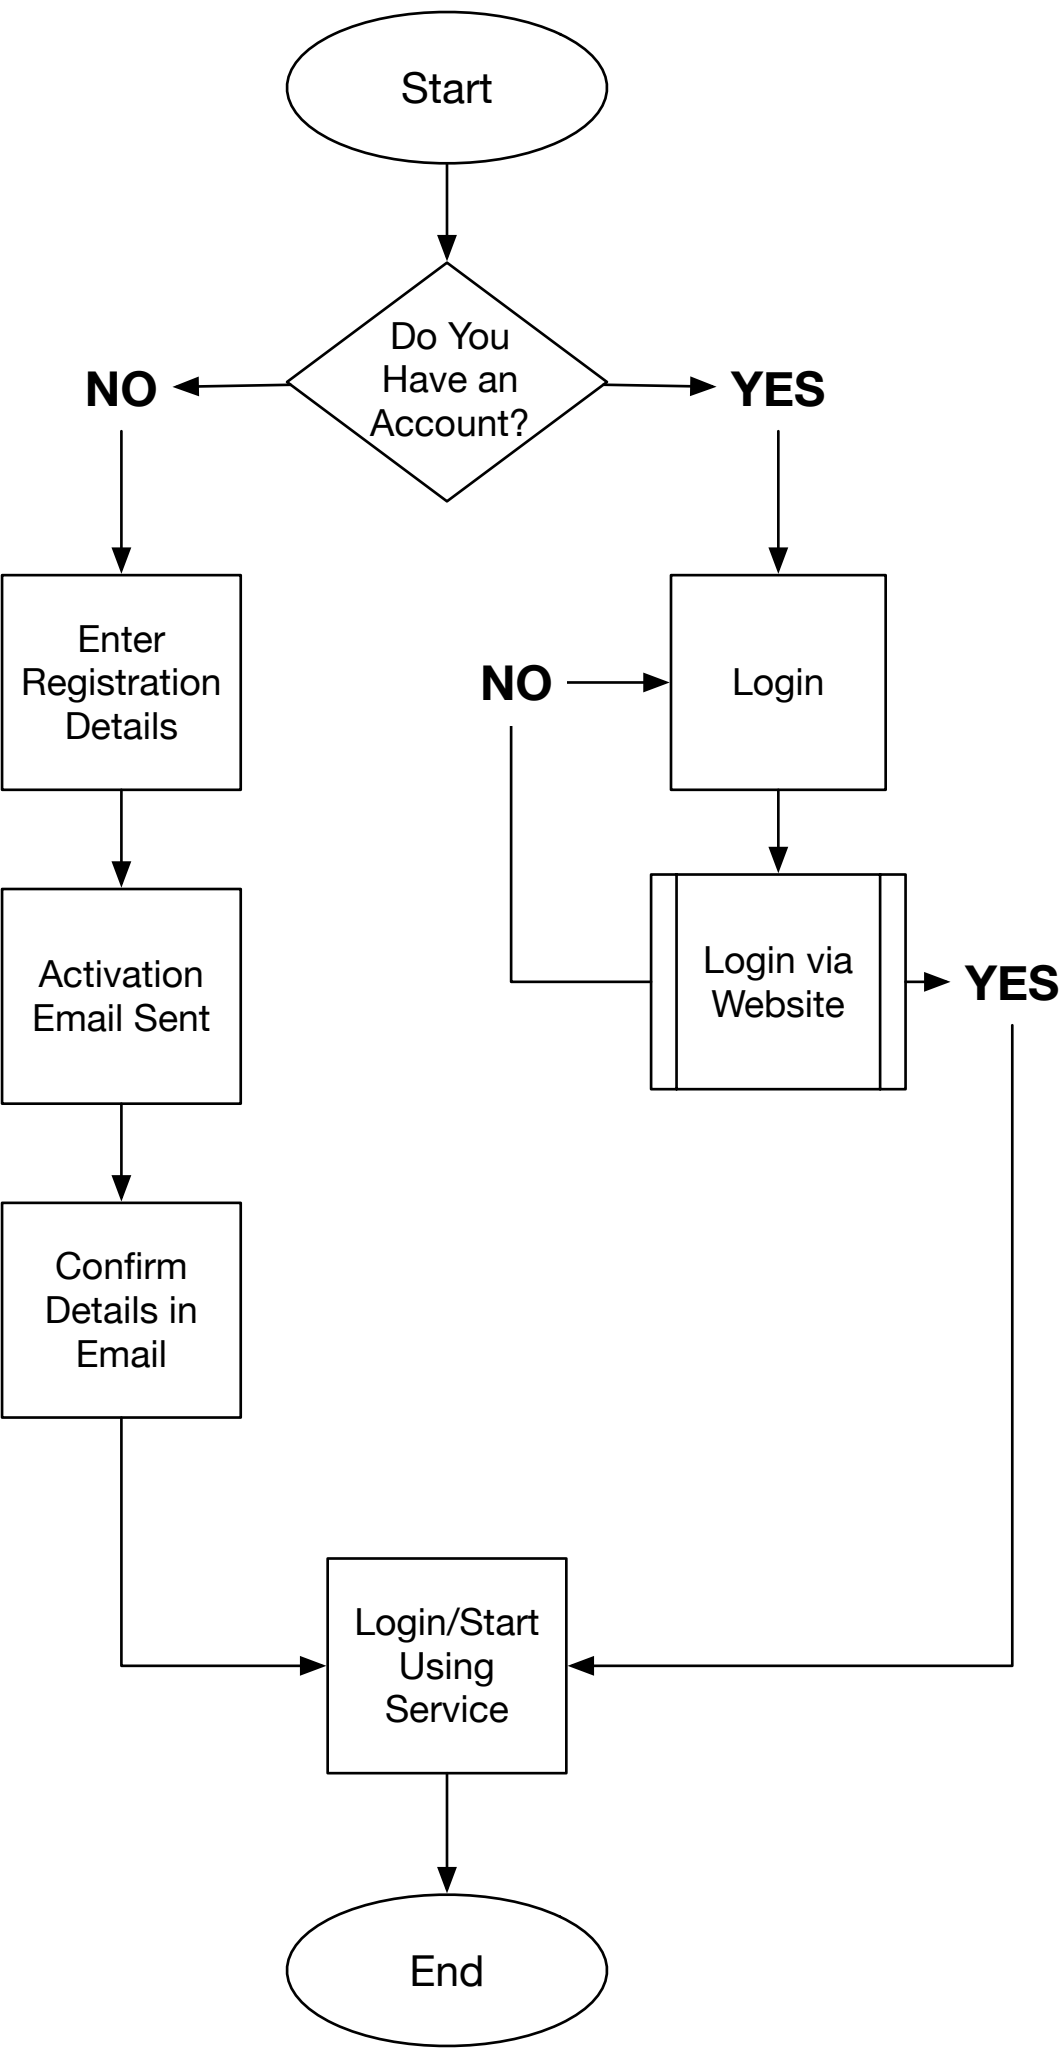 Start
Do You
Have an
Account?
NO
YES
Enter
Registration
Details
NO
Login
Activation
Email Sent
Login via
Website
YES
Confirm
Details in
Email
Login/Start
Using
Service
End